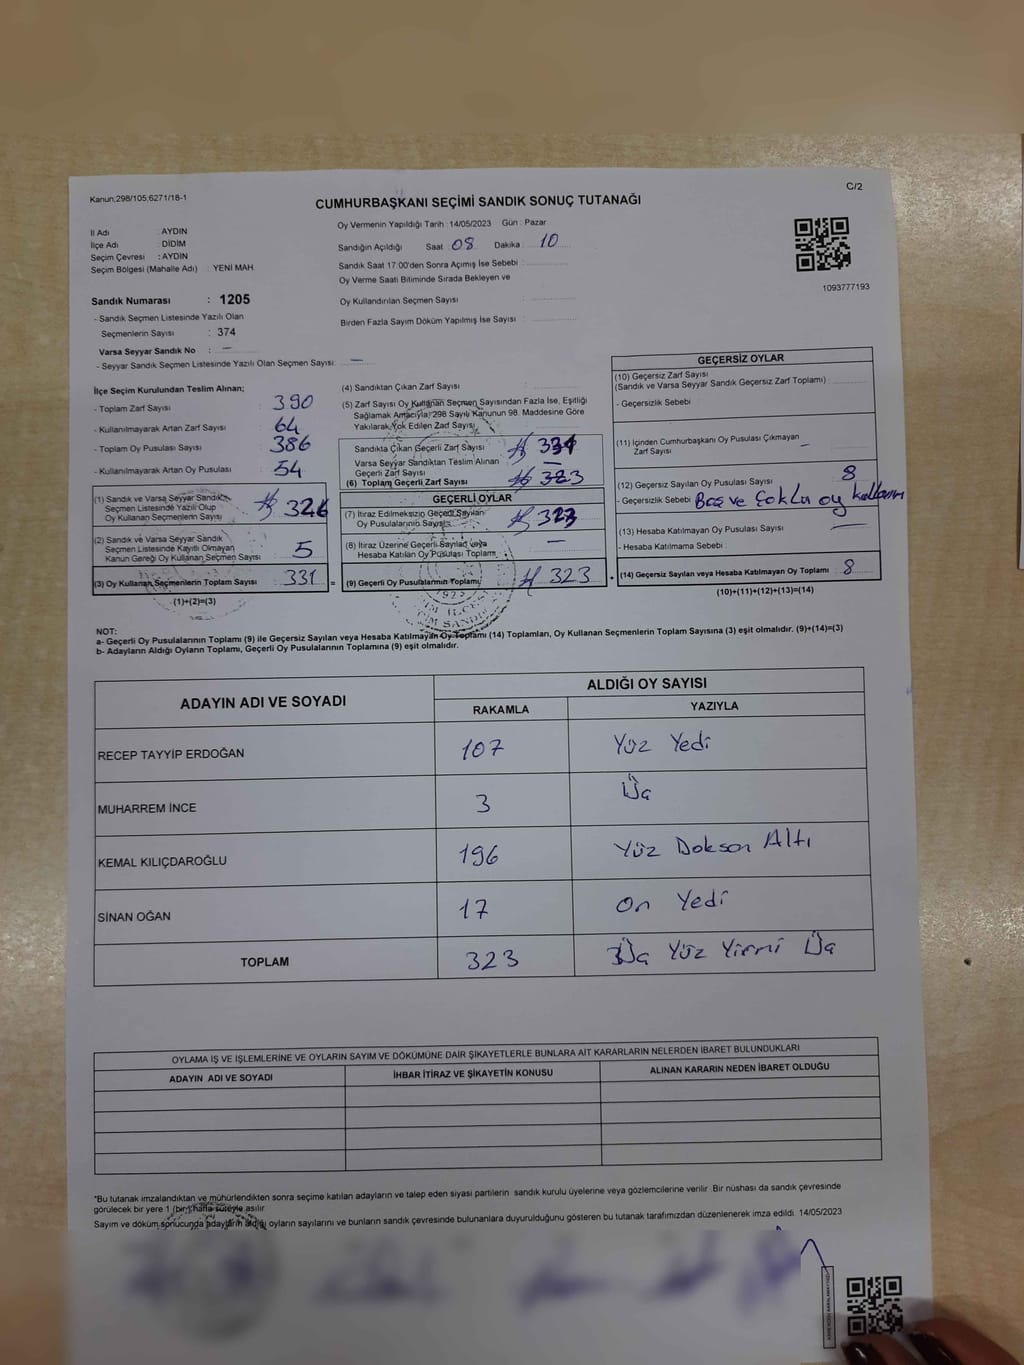 Kanun;298/105;6271/18-1
C/2
CUMHURBAŞKANI SEÇİMİ SANDIK SONUÇ TUTANAĞI
İl Adı : AYDIN
İlçe Adı : DİDİM
Seçim Çevresi : AYDIN
Seçim Bölgesi (Mahalle Adı) : YENİ MAH.
Oy Vermenin Yapıldığı Tarih : 14/05/2023 Gün : Pazar
Sandığın Açıldığı Saat 08 Dakika : 10
Sandık Saat 17:00'den Sonra Açımış İse Sebebi :
Oy Verme Saati Bitiminde Sırada Bekleyen ve
Oy Kullandırılan Seçmen Sayısı :
Birden Fazla Sayım Döküm Yapılmış İse Sayısı :
1093777193
Sandık Numarası : 1205
- Sandık Seçmen Listesinde Yazılı Olan
Seçmenlerin Sayısı : 374
Varsa Seyyar Sandık No : –
- Seyyar Sandık Seçmen Listesinde Yazılı Olan Seçmen Sayısı: –
İlçe Seçim Kurulundan Teslim Alınan;
- Toplam Zarf Sayısı 390
- Kullanılmayarak Artan Zarf Sayısı 64
- Toplam Oy Pusulası Sayısı 386
- Kullanılmayarak Artan Oy Pusulası 54
(1) Sandık ve Varsa Seyyar Sandık
Seçmen Listesinde Yazılı Olup
Oy Kullanan Seçmenlerin Sayısı 326
(2) Sandık ve Varsa Seyyar Sandık
Seçmen Listesinde Kayıtlı Olmayan
Kanun Gereği Oy Kullanan Seçmen Sayısı 5
(3) Oy Kullanan Seçmenlerin Toplam Sayısı 331
(1)+(2)=(3)
(4) Sandıktan Çıkan Zarf Sayısı :
(5) Zarf Sayısı Oy Kullanan Seçmen Sayısından Fazla İse, Eşitliği
Sağlamak Amacıyla 298 Sayılı Kanunun 98. Maddesine Göre
Yakılarak Yok Edilen Zarf Sayısı
Sandıkta Çıkan Geçerli Zarf Sayısı 331
Varsa Seyyar Sandıktan Teslim Alınan
Geçerli Zarf Sayısı –
(6) Toplam Geçerli Zarf Sayısı 323
GEÇERLİ OYLAR
(7) İtiraz Edilmeksizin Geçerli Sayılan
Oy Pusulalarının Sayısı 323
(8) İtiraz Üzerine Geçerli Sayılan veya
Hesaba Katılan Oy Pusulası Toplam –
= (9) Geçerli Oy Pusulalarının Toplamı 323
GEÇERSİZ OYLAR
(10) Geçersiz Zarf Sayısı
(Sandık ve Varsa Seyyar Sandık Geçersiz Zarf Toplamı)
- Geçersizlik Sebebi
(11) İçinden Cumhurbaşkanı Oy Pusulası Çıkmayan
Zarf Sayısı –
(12) Geçersiz Sayılan Oy Pusulası Sayısı 8
- Geçersizlik Sebebi Boş ve Çoklu oy kullanımı
(13) Hesaba Katılmayan Oy Pusulası Sayısı –
- Hesaba Katılmama Sebebi
+ (14) Geçersiz Sayılan veya Hesaba Katılmayan Oy Toplamı 8
(10)+(11)+(12)+(13)=(14)
NOT:
a- Geçerli Oy Pusulalarının Toplamı (9) ile Geçersiz Sayılan veya Hesaba Katılmayan Oy Toplamı (14) Toplamları, Oy Kullanan Seçmenlerin Toplam Sayısına (3) eşit olmalıdır. (9)+(14)=(3)
b- Adayların Aldığı Oyların Toplamı, Geçerli Oy Pusulalarının Toplamına (9) eşit olmalıdır.
ADAYIN ADI VE SOYADI
ALDIĞI OY SAYISI
RAKAMLA YAZIYLA
RECEP TAYYİP ERDOĞAN 107 Yüz Yedi
MUHARREM İNCE 3 Üç
KEMAL KILIÇDAROĞLU 196 Yüz Doksan Altı
SİNAN OĞAN 17 On Yedi
TOPLAM 323 Üç Yüz Yirmi Üç
OYLAMA İŞ VE İŞLEMLERİNE VE OYLARIN SAYIM VE DÖKÜMÜNE DAİR ŞİKAYETLERLE BUNLARA AİT KARARLARIN NELERDEN İBARET BULUNDUKLARI
ADAYIN ADI VE SOYADI İHBAR İTİRAZ VE ŞİKAYETİN KONUSU ALINAN KARARIN NEDEN İBARET OLDUĞU
*Bu tutanak imzalandıktan ve mühürlendikten sonra seçime katılan adayların ve talep eden siyasi partilerin sandık kurulu üyelerine veya gözlemcilerine verilir. Bir nüshası da sandık çevresinde
görülecek bir yere 1 (bir) hafta süreyle asılır
Sayım ve döküm sonucunda adayların aldığı oyların sayılarını ve bunların sandık çevresinde bulunanlara duyurulduğunu gösteren bu tutanak tarafımızdan düzenlenerek imza edildi. 14/05/2023